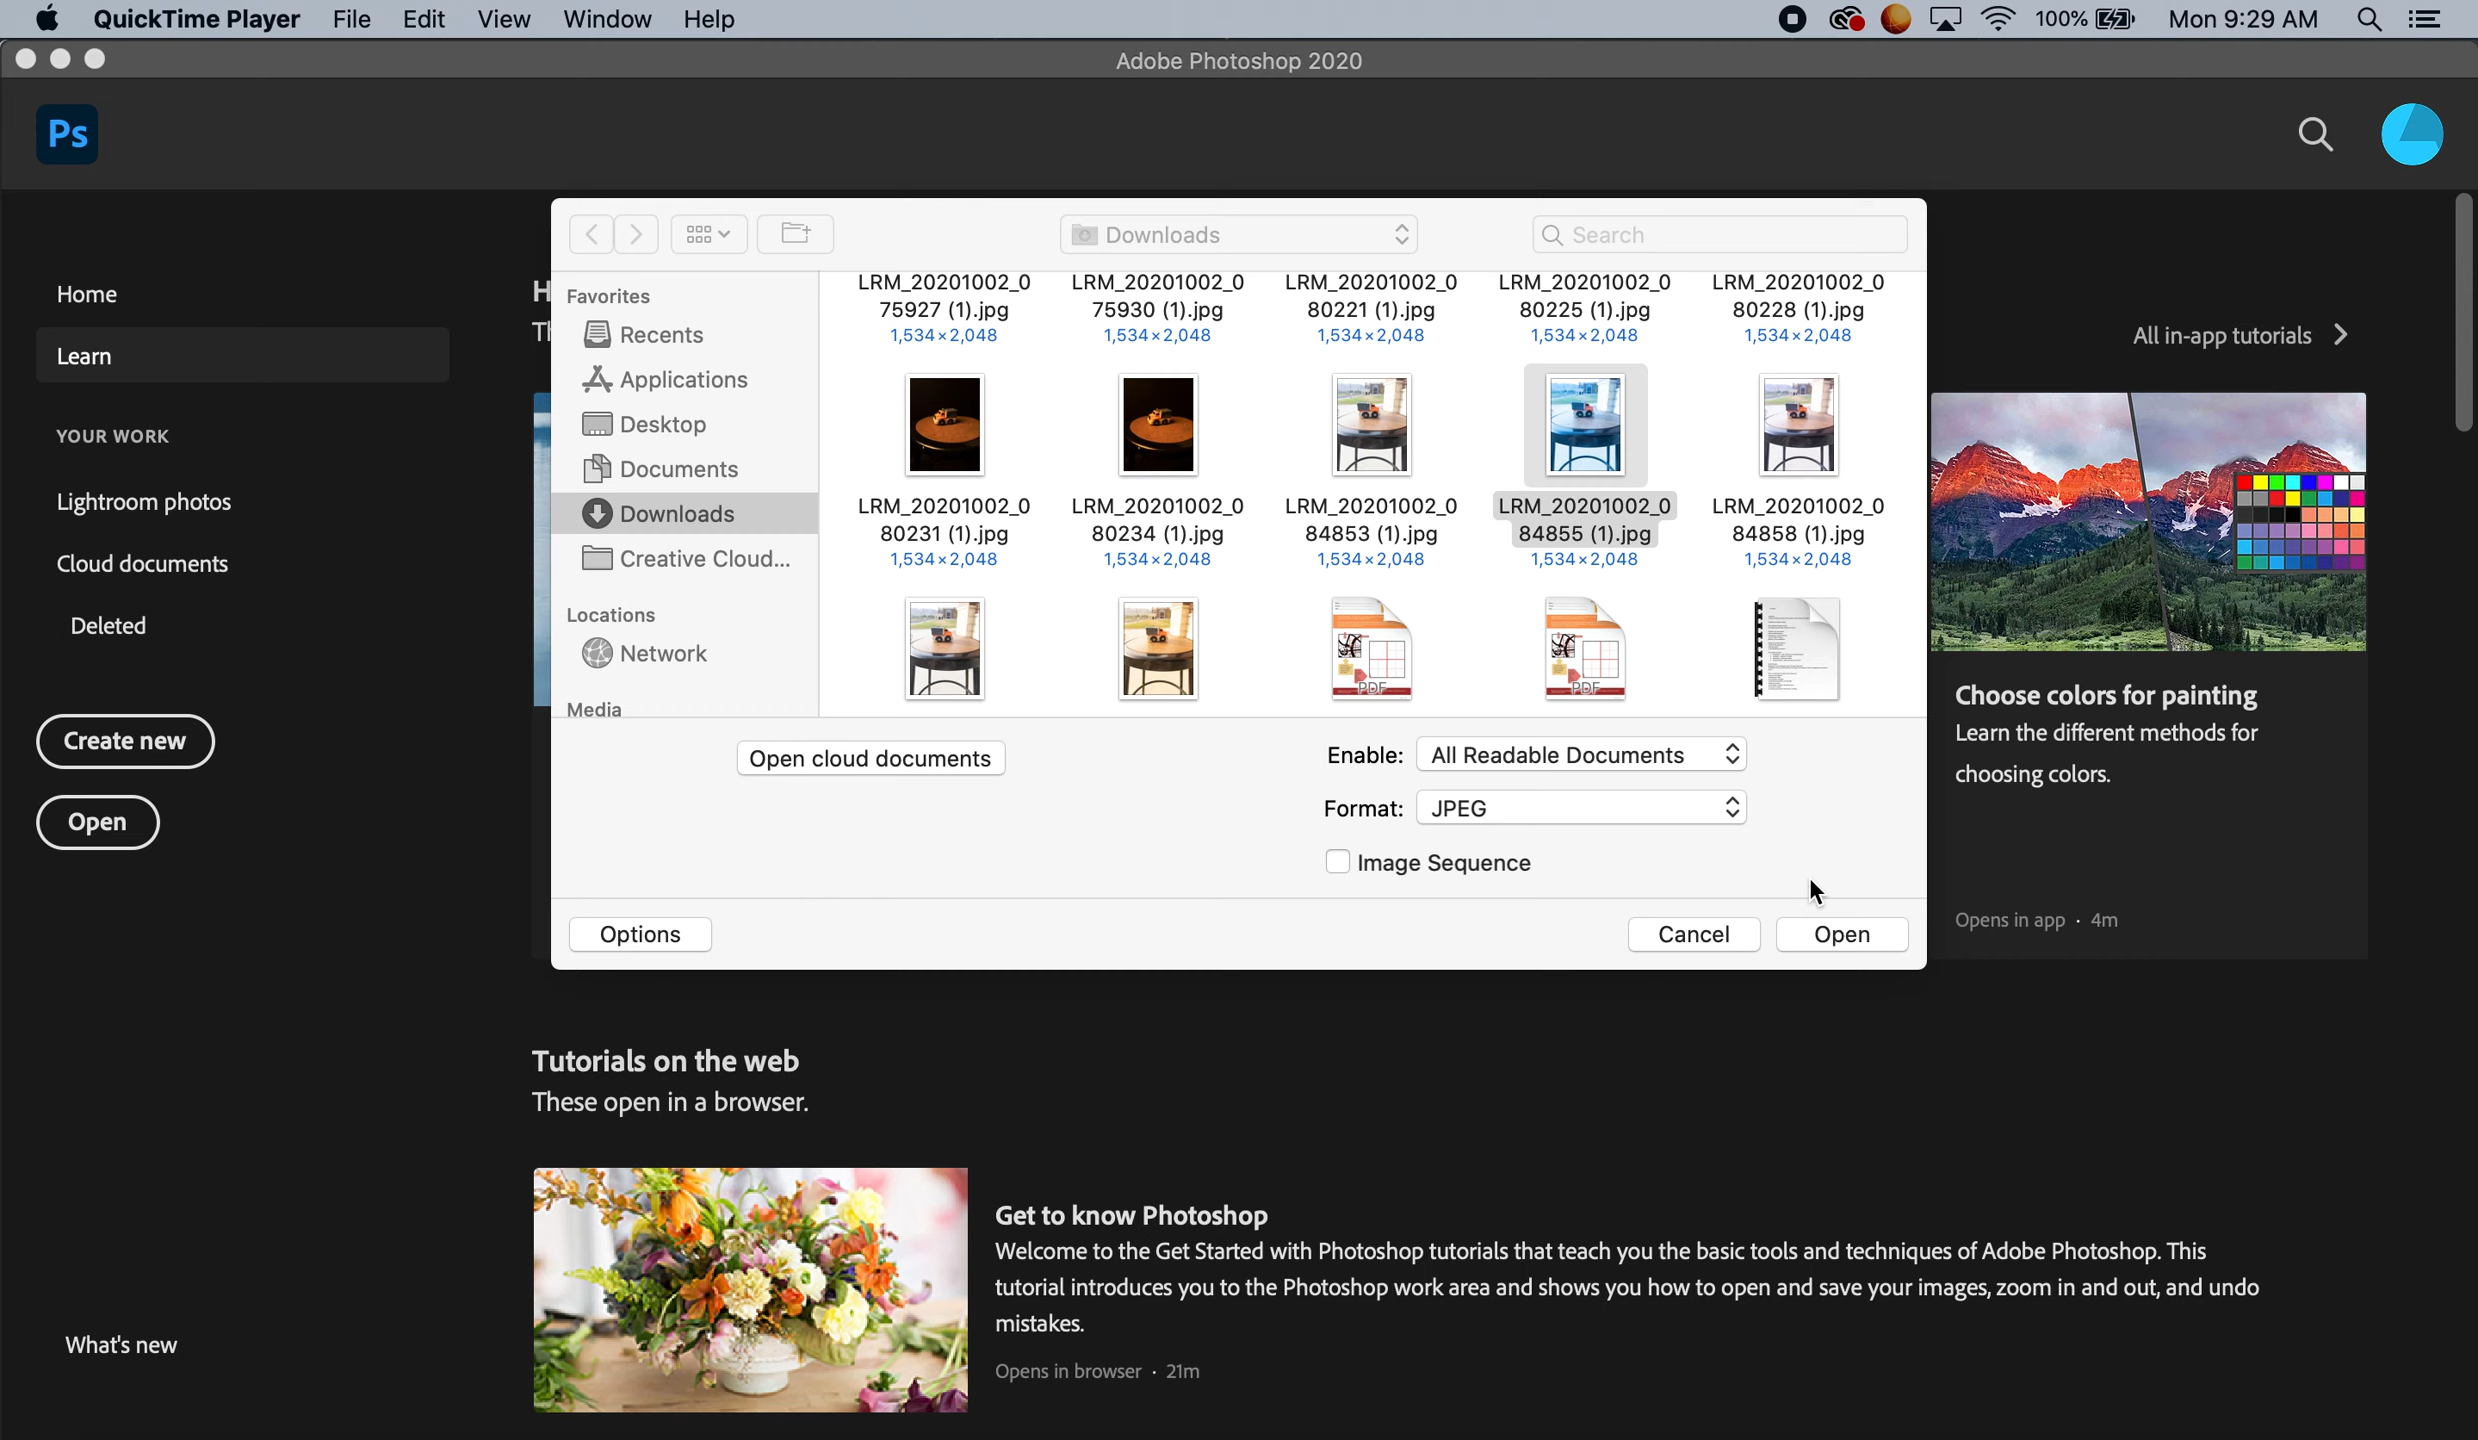 QuickTime Player File Edit View Window Help 100% Mon 9:29 AM
Adobe Photoshop 2020
Ps
Home
Learn
YOUR WORK
Lightroom photos
Cloud documents
Deleted
Create new
Open
What's new
H
Th
Downloads
Search
Favorites
Recents
Applications
Desktop
Documents
Downloads
Creative Cloud...
Locations
Network
Media
LRM_20201002_0 LRM_20201002_0 LRM_20201002_0 LRM_20201002_0 LRM_20201002_0
75927 (1).jpg 75930 (1).jpg 80221 (1).jpg 80225 (1).jpg 80228 (1).jpg
1,534×2,048 1,534×2,048 1,534×2,048 1,534×2,048 1,534×2,048
LRM_20201002_0 LRM_20201002_0 LRM_20201002_0 LRM_20201002_0 LRM_20201002_0
80231 (1).jpg 80234 (1).jpg 84853 (1).jpg 84855 (1).jpg 84858 (1).jpg
1,534×2,048 1,534×2,048 1,534×2,048 1,534×2,048 1,534×2,048
PDF PDF
Open cloud documents
Enable: All Readable Documents
Format: JPEG
Image Sequence
Options
Cancel
Open
All in-app tutorials
Choose colors for painting
Learn the different methods for
choosing colors.
Opens in app · 4m
Tutorials on the web
These open in a browser.
Get to know Photoshop
Welcome to the Get Started with Photoshop tutorials that teach you the basic tools and techniques of Adobe Photoshop. This
tutorial introduces you to the Photoshop work area and shows you how to open and save your images, zoom in and out, and undo
mistakes.
Opens in browser · 21m